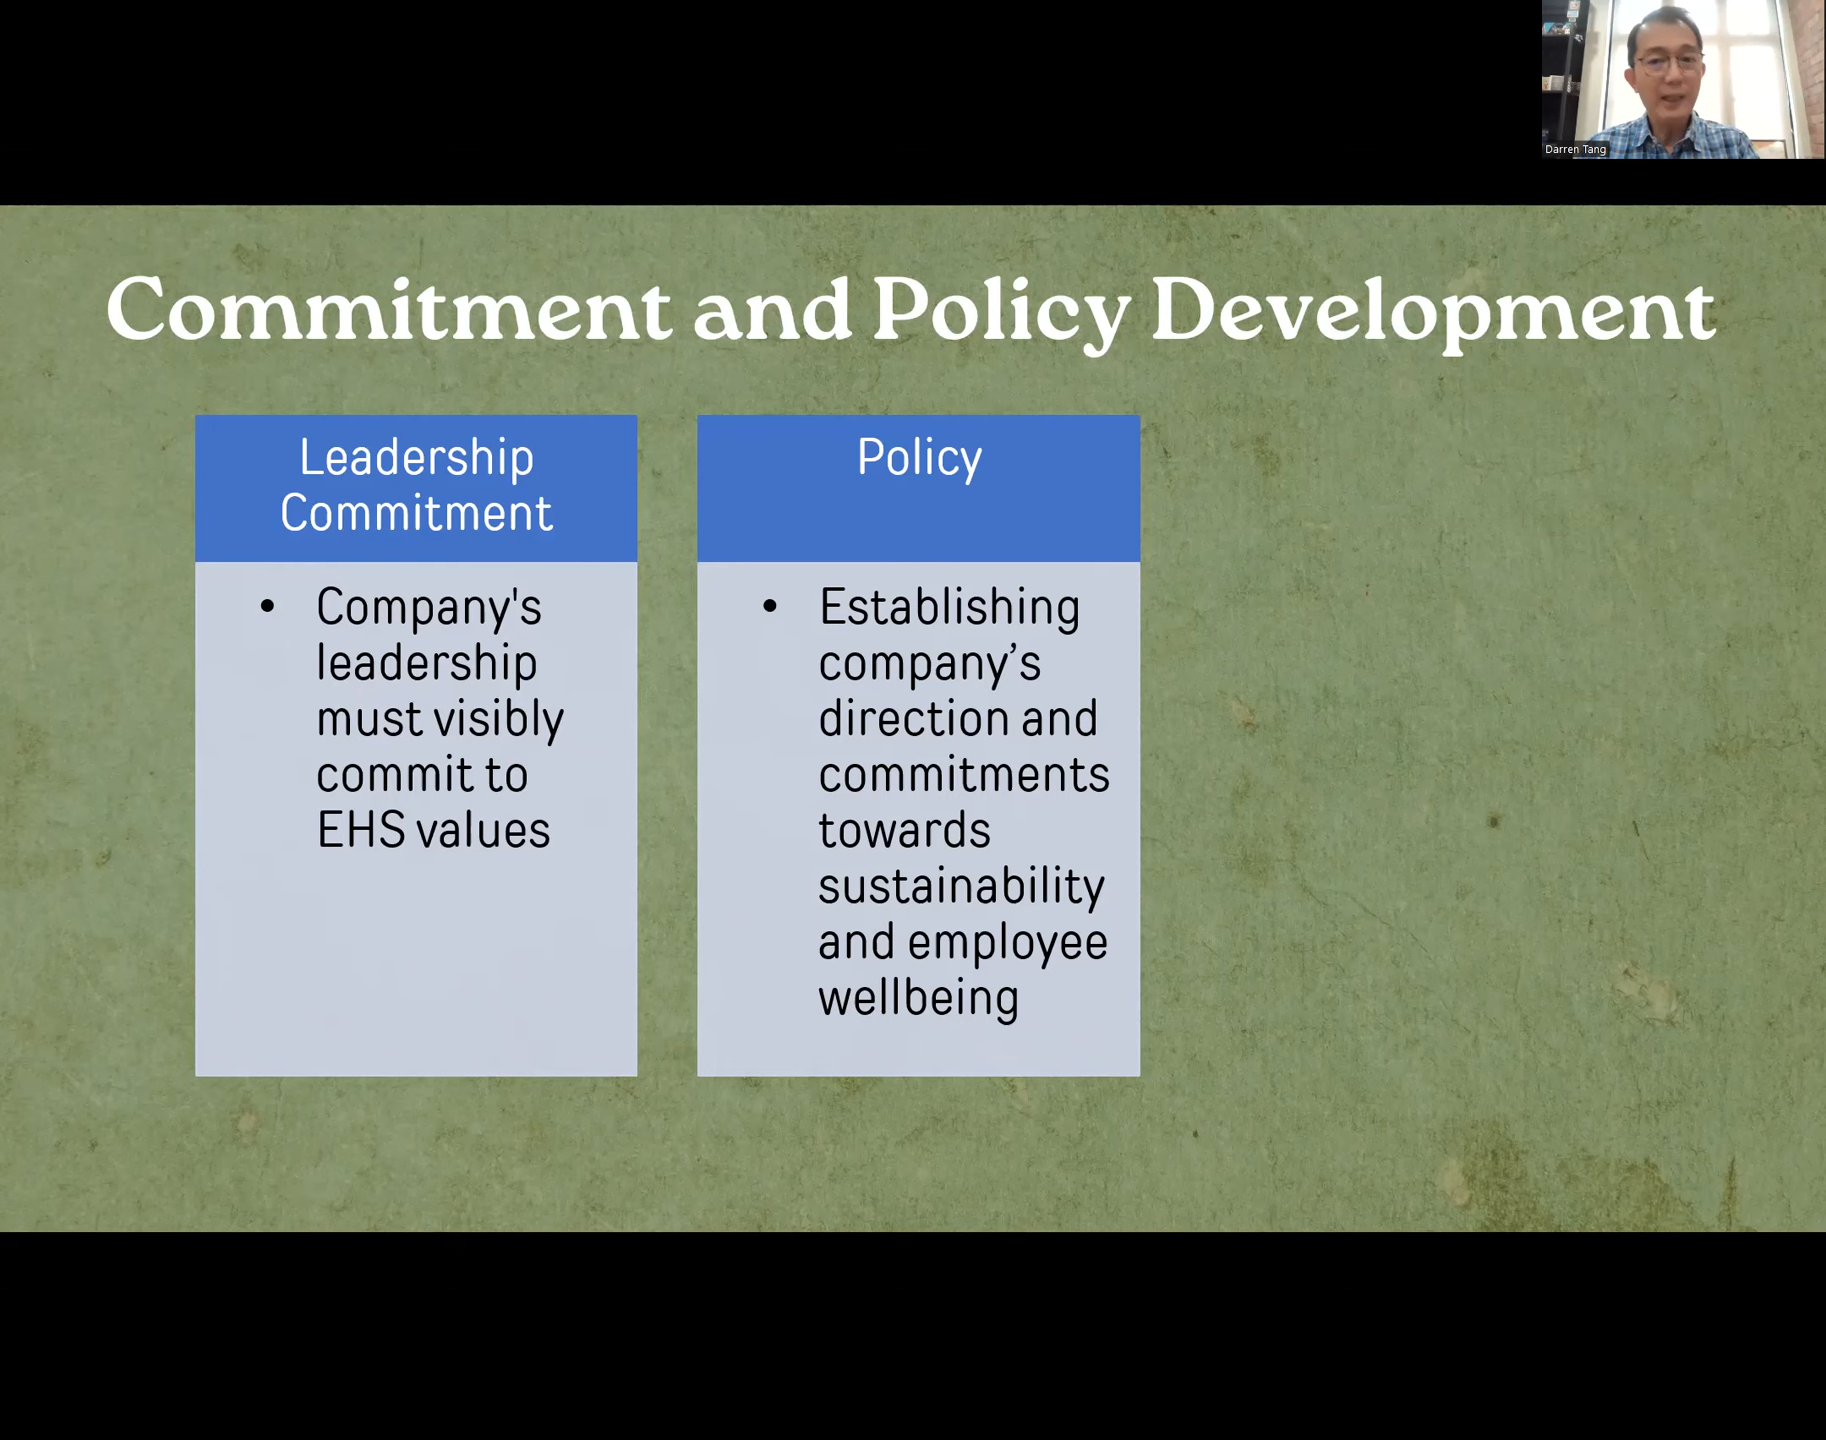 Darren Tang
Commitment and Policy Development
Leadership
Commitment
• Company's
leadership
must visibly
commit to
EHS values
Policy
• Establishing
company’s
direction and
commitments
towards
sustainability
and employee
wellbeing